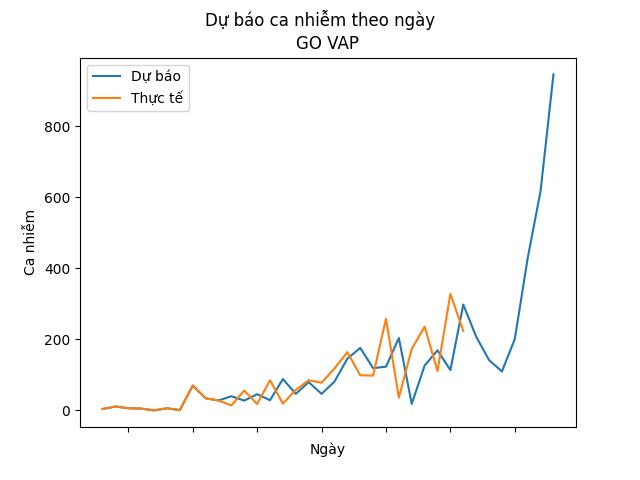 Dự báo ca nhiễm theo ngày
GO VAP
Dự báo
Thực tế
800
600
400
200
0
Ca nhiễm
Ngày